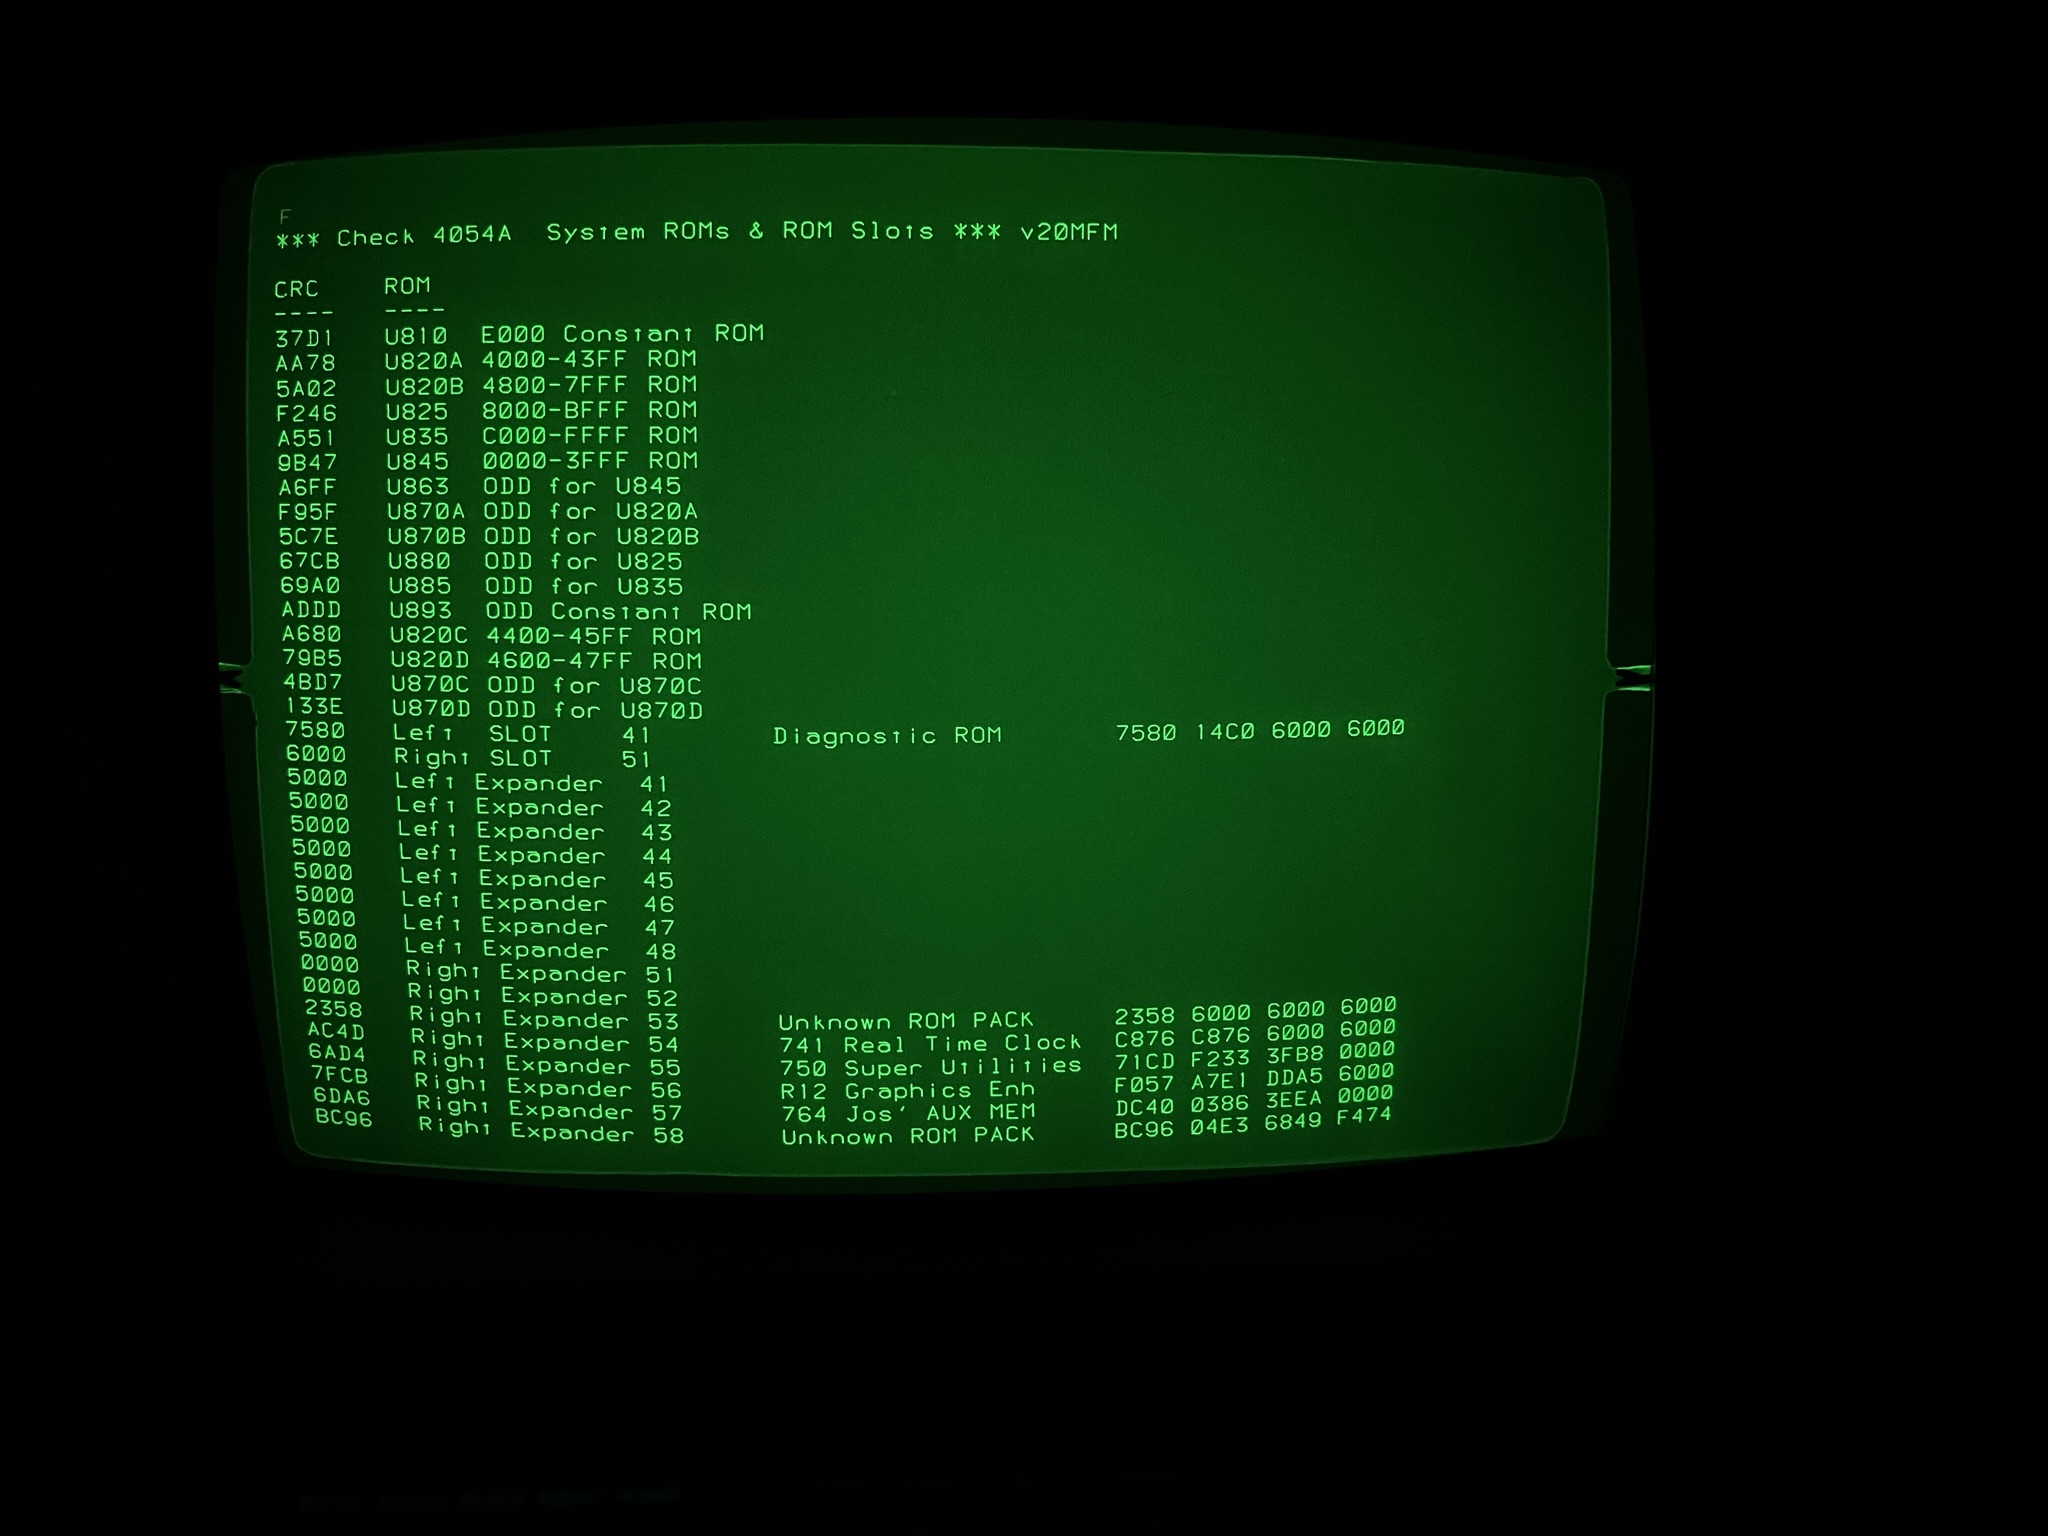 F
*** Check 4054A  System ROMs & ROM Slots *** v20MFM
CRC     ROM
----    ----
37D1    U810  E000 Constant ROM
AA78    U820A 4000-43FF ROM
5A02    U820B 4800-7FFF ROM
F246    U825  8000-BFFF ROM
A551    U835  C000-FFFF ROM
9B47    U845  0000-3FFF ROM
A6FF    U863  ODD for U845
F95F    U870A ODD for U820A
5C7E    U870B ODD for U820B
67CB    U880  ODD for U825
69A0    U885  ODD for U835
ADDD    U893  ODD Constant ROM
A680    U820C 4400-45FF ROM
79B5    U820D 4600-47FF ROM
4BD7    U870C ODD for U870C
133E    U870D ODD for U870D
7580    Left  SLOT    41    Diagnostic ROM    7580 14C0 6000 6000
6000    Right SLOT    51
5000    Left Expander  41
5000    Left Expander  42
5000    Left Expander  43
5000    Left Expander  44
5000    Left Expander  45
5000    Left Expander  46
5000    Left Expander  47
5000    Left Expander  48
0000    Right Expander 51
0000    Right Expander 52
2358    Right Expander 53    Unknown ROM PACK    2358 6000 6000 6000
AC4D    Right Expander 54    741 Real Time Clock    C876 C876 6000 6000
6AD4    Right Expander 55    750 Super Utilities    71CD F233 3FB8 0000
7FCB    Right Expander 56    R12 Graphics Enh    F057 A7E1 DDA5 6000
6DA6    Right Expander 57    764 Jos' AUX MEM    DC40 0386 3EEA 0000
BC96    Right Expander 58    Unknown ROM PACK    BC96 04E3 6849 F474